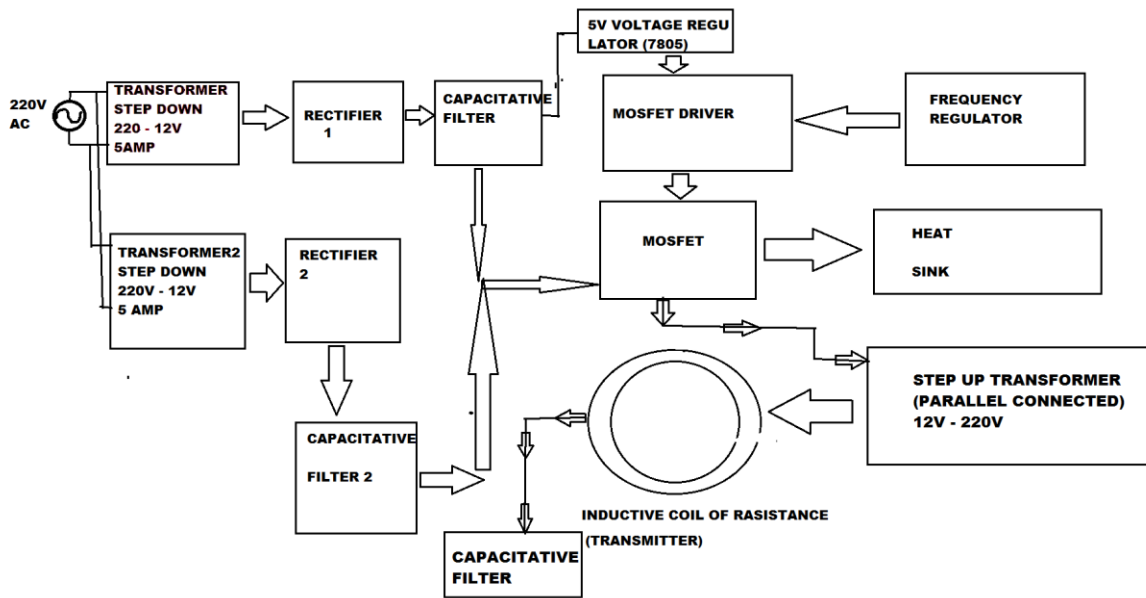 5V VOLTAGE REGU
LATOR (7805)
220V
AC
TRANSFORMER
STEP DOWN
220 - 12V
5AMP
RECTIFIER
1
CAPACITATIVE
FILTER
MOSFET DRIVER
FREQUENCY
REGULATOR
TRANSFORMER2
STEP DOWN
220V - 12V
5 AMP
RECTIFIER
2
MOSFET
HEAT
SINK
STEP UP TRANSFORMER
(PARALLEL CONNECTED)
12V - 220V
CAPACITATIVE
FILTER 2
INDUCTIVE COIL OF RASISTANCE
(TRANSMITTER)
CAPACITATIVE
FILTER